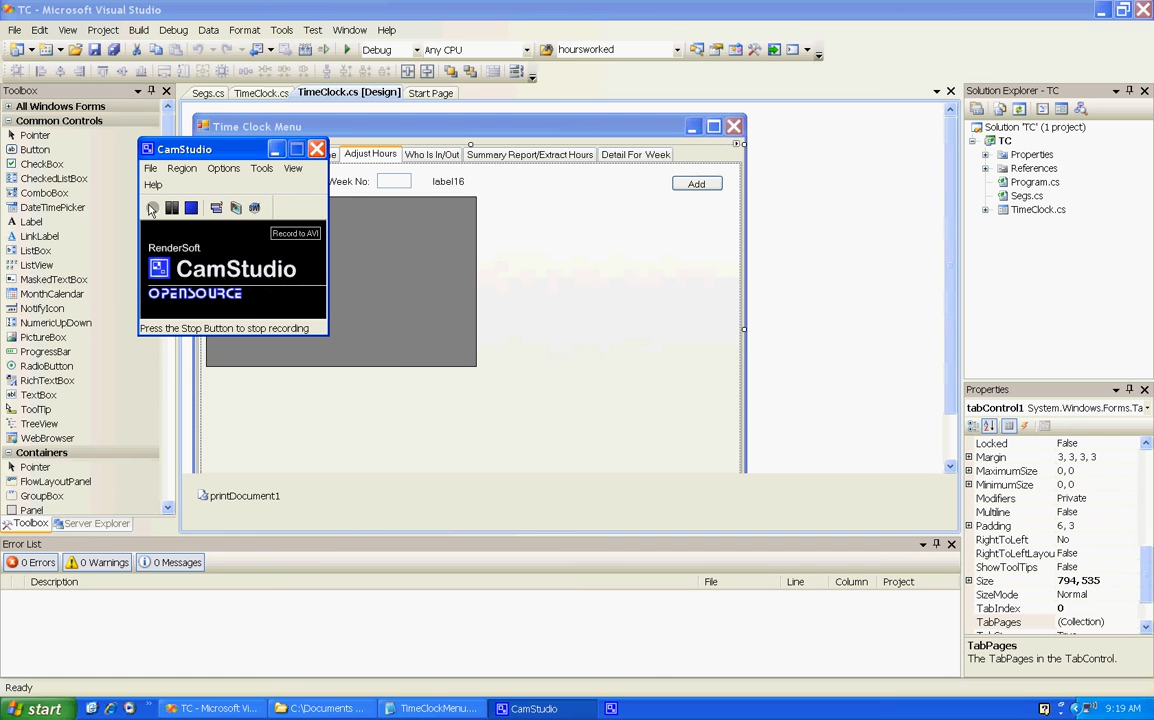 TC - Microsoft Visual Studio
File Edit View Project Build Debug Data Format Tools Test Window Help
Debug Any CPU hoursworked
Toolbox
All Windows Forms
Common Controls
Pointer
Button
CheckBox
CheckedListBox
ComboBox
DateTimePicker
Label
LinkLabel
ListBox
ListView
MaskedTextBox
MonthCalendar
NotifyIcon
NumericUpDown
PictureBox
ProgressBar
RadioButton
RichTextBox
TextBox
ToolTip
TreeView
WebBrowser
Containers
Pointer
FlowLayoutPanel
GroupBox
Panel
Toolbox Server Explorer
Segs.cs TimeClock.cs TimeClock.cs [Design] Start Page
Time Clock Menu
Adjust Hours Who Is In/Out Summary Report/Extract Hours Detail For Week
Week No: label16 Add
CamStudio
File Region Options Tools View
Help
Record to AVI
RenderSoft
CamStudio
OPENSOURCE
Press the Stop Button to stop recording
printDocument1
Solution Explorer - TC
Solution 'TC' (1 project)
TC
Properties
References
Program.cs
Segs.cs
TimeClock.cs
Properties
tabControl1 System.Windows.Forms.Ta
Locked False
Margin 3, 3, 3, 3
MaximumSize 0, 0
MinimumSize 0, 0
Modifiers Private
Multiline False
Padding 6, 3
RightToLeft No
RightToLeftLayou False
ShowToolTips False
Size 794, 535
SizeMode Normal
TabIndex 0
TabPages (Collection)
TabPages
The TabPages in the TabControl.
Error List
0 Errors 0 Warnings 0 Messages
Description File Line Column Project
Ready
start TC - Microsoft Vi... C:\Documents ... TimeClockMenu.... CamStudio 9:19 AM